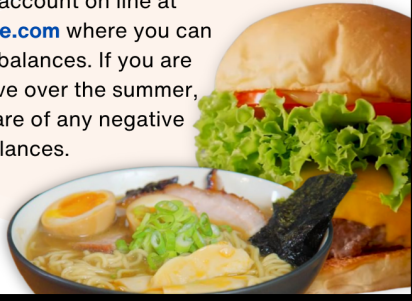 account on line at
e.com where you can
balances. If you are
ve over the summer,
are of any negative
lances.